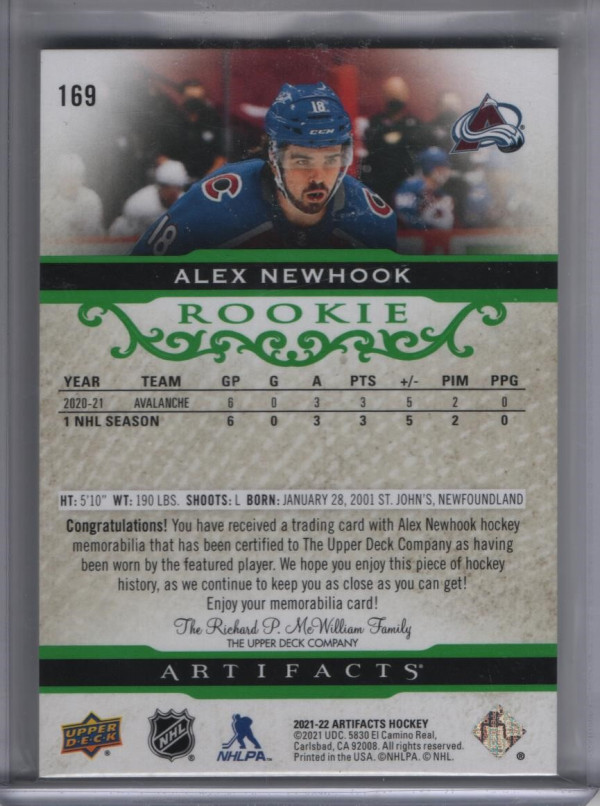 169
18
CCM
18
ALEX NEWHOOK
ROOKIE
YEAR TEAM GP G A PTS +/- PIM PPG
2020-21 AVALANCHE 6 0 3 3 5 2 0
1 NHL SEASON 6 0 3 3 5 2 0
HT: 5'10" WT: 190 LBS. SHOOTS: L BORN: JANUARY 28, 2001 ST. JOHN'S, NEWFOUNDLAND
Congratulations! You have received a trading card with Alex Newhook hockey
memorabilia that has been certified to The Upper Deck Company as having
been worn by the featured player. We hope you enjoy this piece of hockey
history, as we continue to keep you as close as you can get!
Enjoy your memorabilia card!
The Richard P. McWilliam Family
THE UPPER DECK COMPANY
ARTIFACTS®
UPPER DECK ®
NHL ®
NHLPA™
2021-22 ARTIFACTS HOCKEY
©2021 UDC. 5830 El Camino Real,
Carlsbad, CA 92008. All rights reserved.
Printed in the USA. ©NHLPA. © NHL.
®